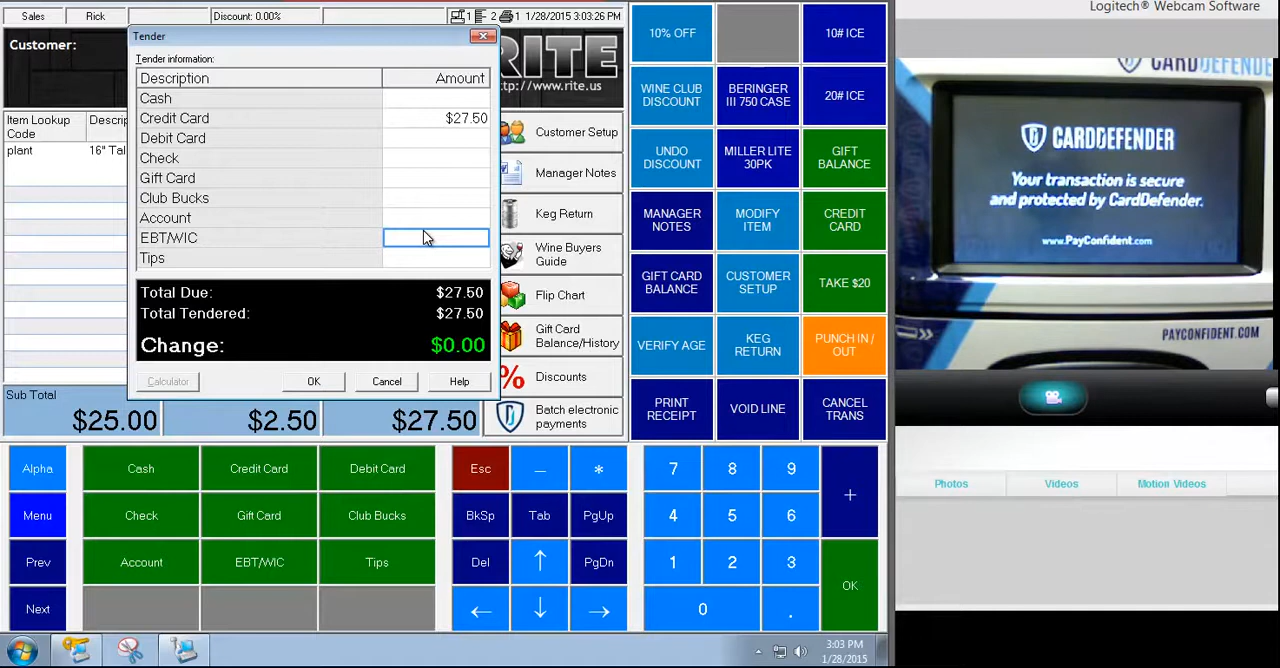 Sales
Rick
Discount: 0.00%
1
2
1
1/28/2015 3:03:26 PM
Customer:
RITE
ttp://www.rite.us
Item Lookup
Code
Descrip
plant
16" Tal
Tender
Tender information:
Description
Amount
Cash
Credit Card
$27.50
Debit Card
Check
Gift Card
Club Bucks
Account
EBT/WIC
Tips
Total Due:
$27.50
Total Tendered:
$27.50
Change:
$0.00
Calculator
OK
Cancel
Help
Sub Total
$25.00
$2.50
$27.50
Customer Setup
Manager Notes
Keg Return
Wine Buyers
Guide
Flip Chart
Gift Card
Balance/History
Discounts
Batch electronic
payments
10% OFF
10# ICE
WINE CLUB
DISCOUNT
BERINGER
III 750 CASE
20# ICE
UNDO
DISCOUNT
MILLER LITE
30PK
GIFT
BALANCE
MANAGER
NOTES
MODIFY
ITEM
CREDIT
CARD
GIFT CARD
BALANCE
CUSTOMER
SETUP
TAKE $20
VERIFY AGE
KEG
RETURN
PUNCH IN /
OUT
PRINT
RECEIPT
VOID LINE
CANCEL
TRANS
Alpha
Cash
Credit Card
Debit Card
Esc
_
*
7
8
9
+
Menu
Check
Gift Card
Club Bucks
BkSp
Tab
PgUp
4
5
6
Prev
Account
EBT/WIC
Tips
Del
↑
PgDn
1
2
3
OK
Next
←
↓
→
0
.
3:03 PM
1/28/2015
Logitech® Webcam Software
CARDDEFENDE
CARDDEFENDER
Your transaction is secure
and protected by CardDefender.
www.PayConfident.com
PAYCONFIDENT.COM
Photos
Videos
Motion Videos